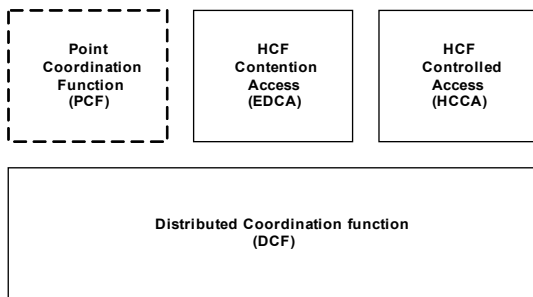 Point
Coordination
Function
(PCF)
HCF
Contention
Access
(EDCA)
HCF
Controlled
Access
(HCCA)
Distributed Coordination function
(DCF)